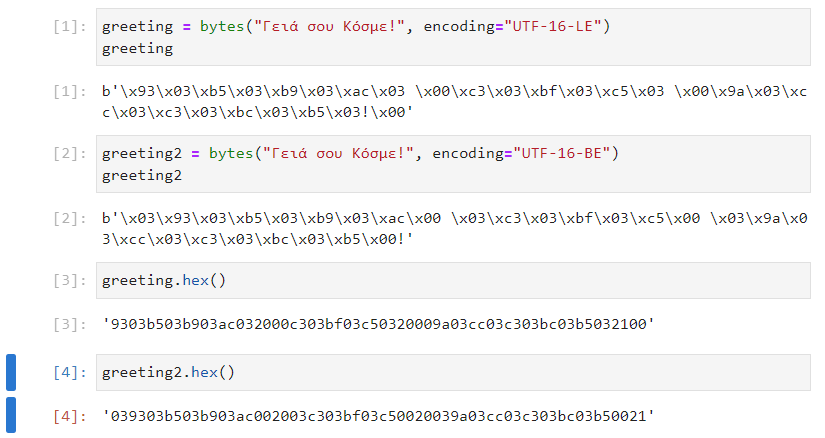 [1]: greeting = bytes("Γειά σου Κόσμε!", encoding="UTF-16-LE")
greeting
[1]: b'\x93\x03\xb5\x03\xb9\x03\xac\x03 \x00\xc3\x03\xbf\x03\xc5\x03 \x00\x9a\x03\xc
c\x03\xc3\x03\xbc\x03\xb5\x03!\x00'
[2]: greeting2 = bytes("Γειά σου Κόσμε!", encoding="UTF-16-BE")
greeting2
[2]: b'\x03\x93\x03\xb5\x03\xb9\x03\xac\x00 \x03\xc3\x03\xbf\x03\xc5\x00 \x03\x9a\x0
3\xcc\x03\xc3\x03\xbc\x03\xb5\x00!'
[3]: greeting.hex()
[3]: '9303b503b903ac032000c303bf03c50320009a03cc03c303bc03b5032100'
[4]: greeting2.hex()
[4]: '039303b503b903ac002003c303bf03c50020039a03cc03c303bc03b50021'